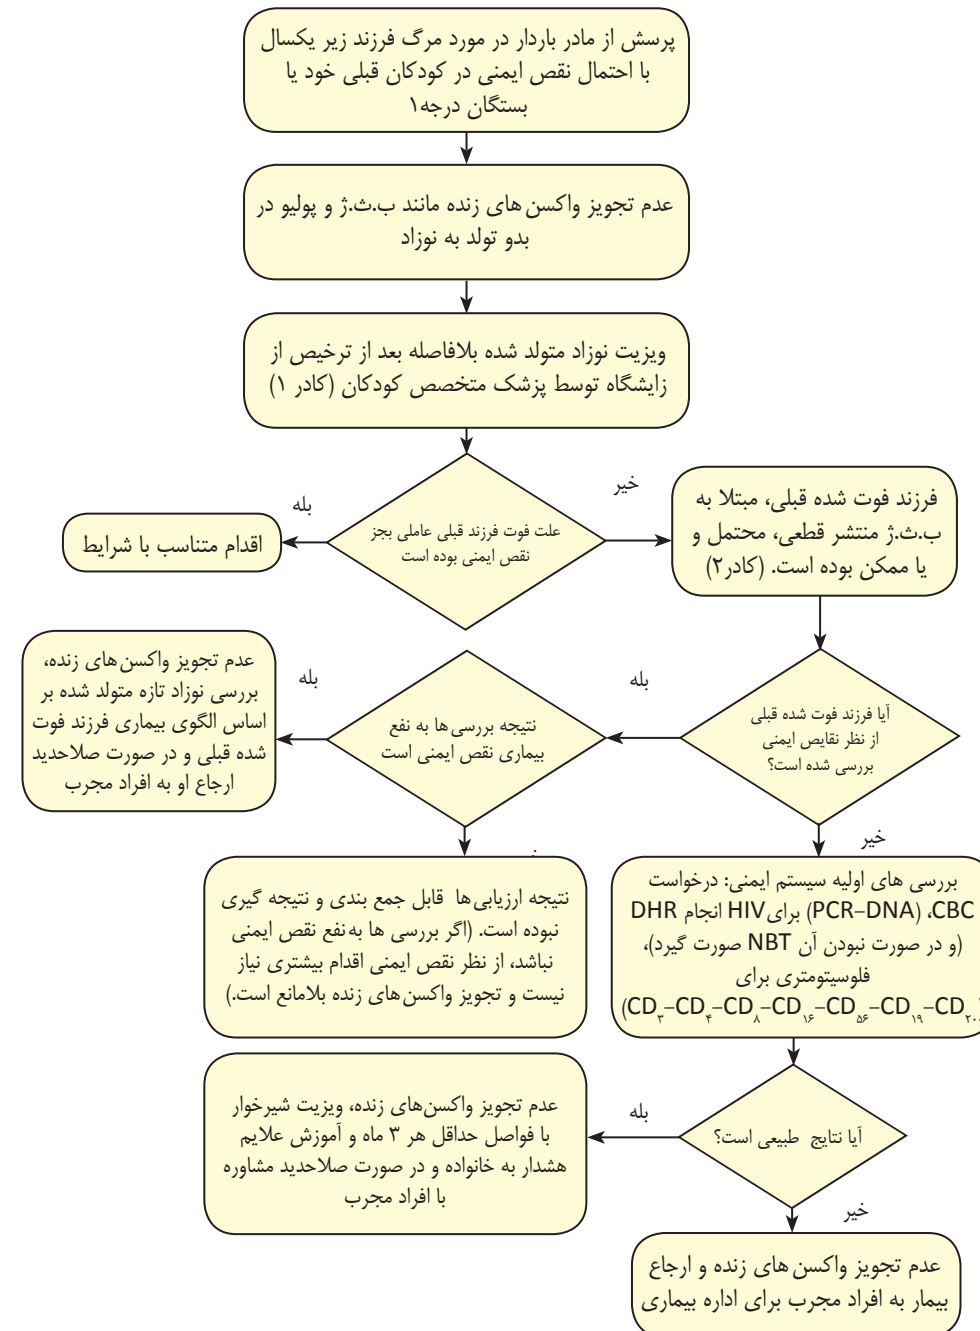 پرسش از مادر باردار در مورد مرگ فرزند زیر یکسال
با احتمال نقص ایمنی در کودکان قبلی خود یا
بستگان درجه۱
عدم تجویز واکسن های زنده مانند ب.ث.ژ و پولیو در
بدو تولد به نوزاد
ویزیت نوزاد متولد شده بلافاصله بعد از ترخیص از
زایشگاه توسط پزشک متخصص کودکان (کادر ۱)
علت فوت فرزند قبلی عاملی بجز
نقص ایمنی بوده است
بله
اقدام متناسب با شرایط
خیر
فرزند فوت شده قبلی، مبتلا به
ب.ث.ژ منتشر قطعی، محتمل و
یا ممکن بوده است. (کادر۲)
آیا فرزند فوت شده قبلی
از نظر نقایص ایمنی
بررسی شده است؟
بله
نتیجه بررسی ها به نفع
بیماری نقص ایمنی است
بله
عدم تجویز واکسن های زنده،
بررسی نوزاد تازه متولد شده بر
اساس الگوی بیماری فرزند فوت
شده قبلی و در صورت صلاحدید
ارجاع او به افراد مجرب
نتیجه ارزیابی‌ها قابل جمع بندی و نتیجه گیری
نبوده است. (اگر بررسی ها به‌نفع نقص ایمنی
نباشد، از نظر نقص ایمنی اقدام بیشتری نیاز
نیست و تجویز واکسن های زنده بلامانع است.)
خیر
بررسی های اولیه سیستم ایمنی: درخواست
CBC، (PCR-DNA) برای HIV انجام DHR
(و در صورت نبودن آن NBT صورت گیرد)،
فلوسیتومتری برای
(CD۳-CD۴-CD۸-CD۱۶-CD۵۶-CD۱۹-CD۲۰
آیا نتایج طبیعی است؟
بله
عدم تجویز واکسن‌های زنده، ویزیت شیرخوار
با فواصل حداقل هر ۳ ماه و آموزش علایم
هشدار به خانواده و در صورت صلاحدید مشاوره
با افراد مجرب
خیر
عدم تجویز واکسن های زنده و ارجاع
بیمار به افراد مجرب برای اداره بیماری